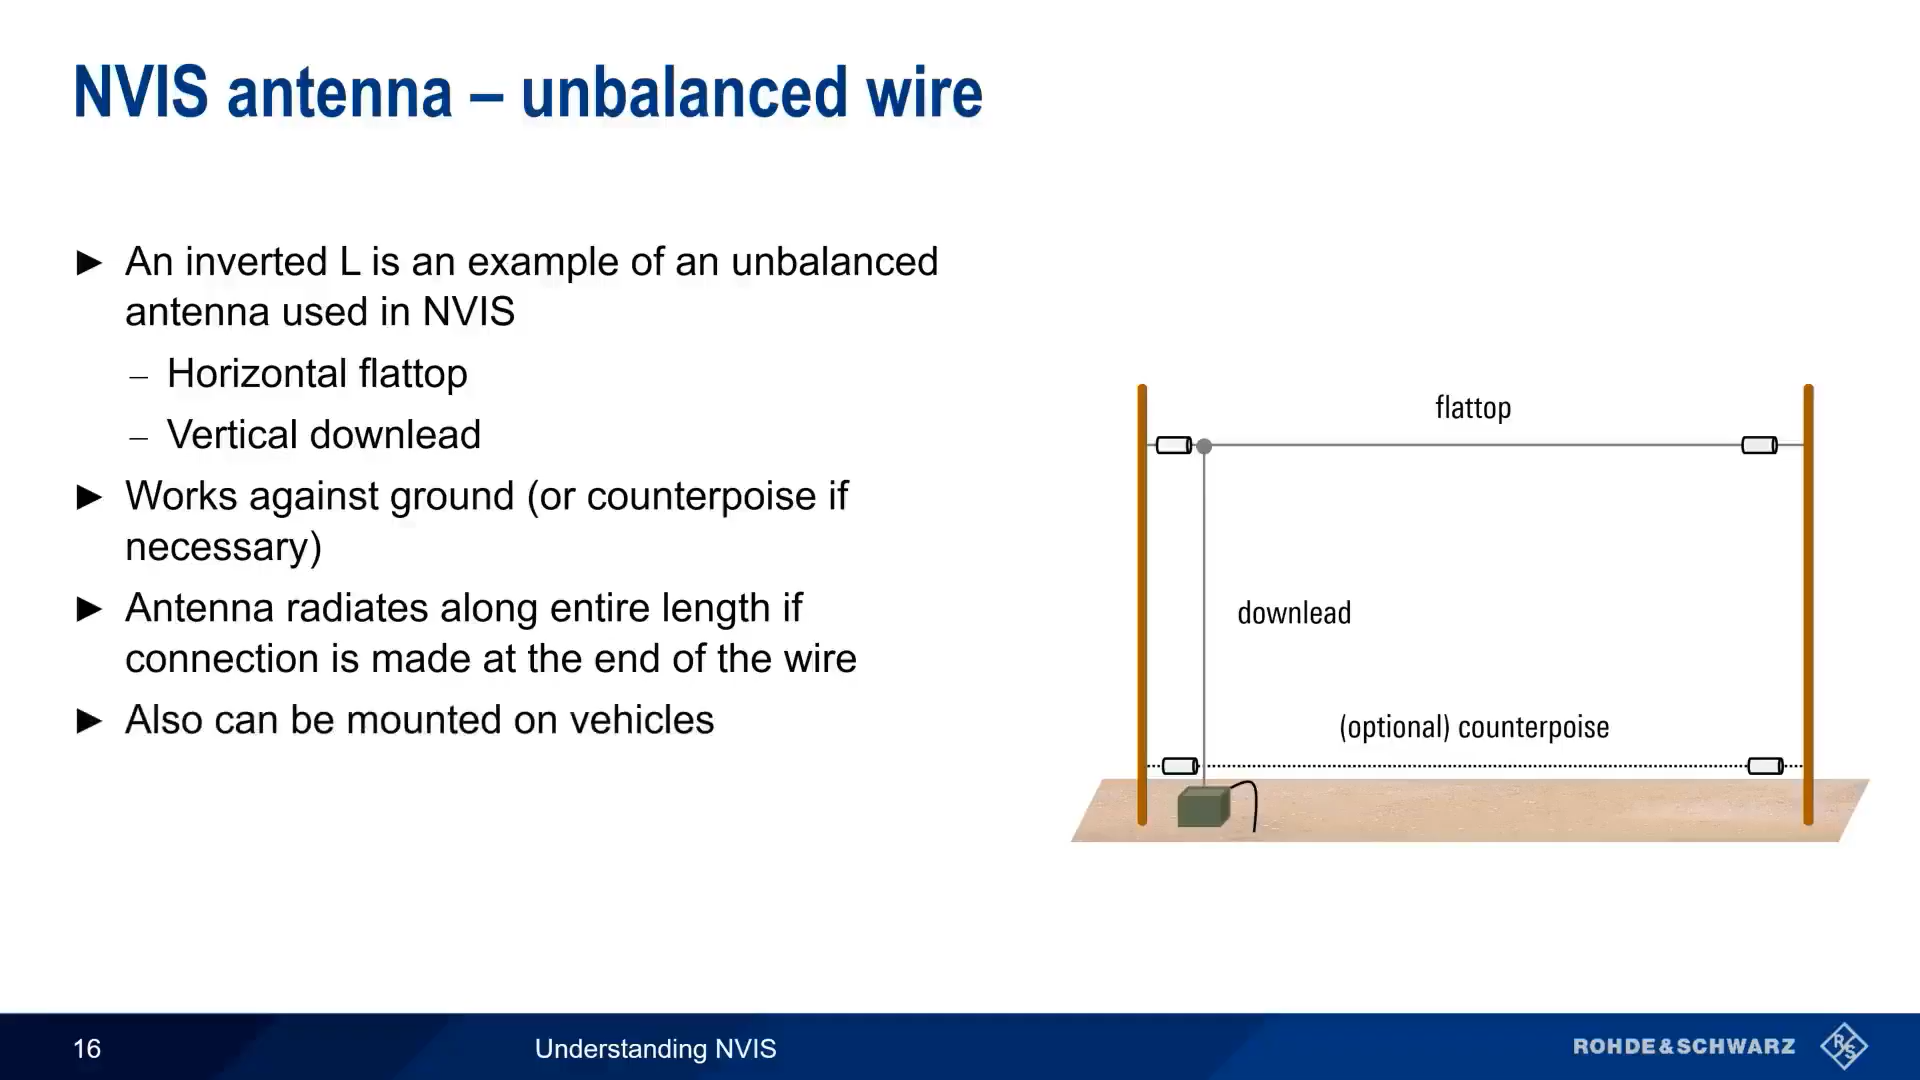 NVIS antenna – unbalanced wire
► An inverted L is an example of an unbalanced
antenna used in NVIS
– Horizontal flattop
– Vertical downlead
► Works against ground (or counterpoise if
necessary)
► Antenna radiates along entire length if
connection is made at the end of the wire
► Also can be mounted on vehicles
flattop
downlead
(optional) counterpoise
16
Understanding NVIS
ROHDE&SCHWARZ
R&S